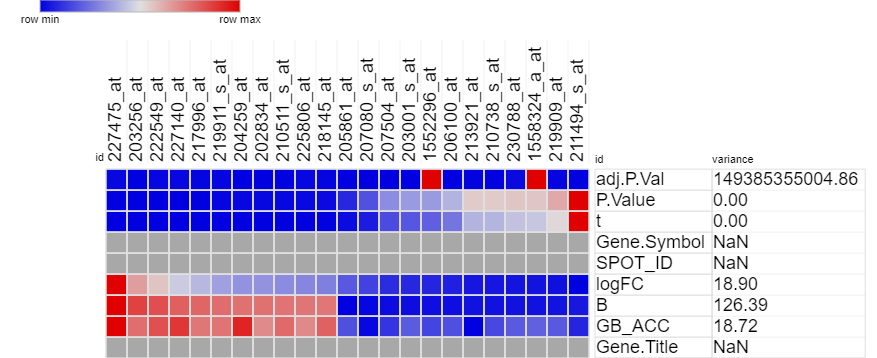 row min row max
id 227475_at 203256_at 222549_at 227140_at 217996_at 219911_s_at 204259_at 202834_at 210511_s_at 225806_at 218145_at 205861_at 207080_s_at 207504_at 203001_s_at 1552296_at 206100_at 213921_at 210738_s_at 230788_at 1558324_a_at 219909_at 211494_s_at id variance
adj.P.Val 149385355004.86
P.Value 0.00
t 0.00
Gene.Symbol NaN
SPOT_ID NaN
logFC 18.90
B 126.39
GB_ACC 18.72
Gene.Title NaN